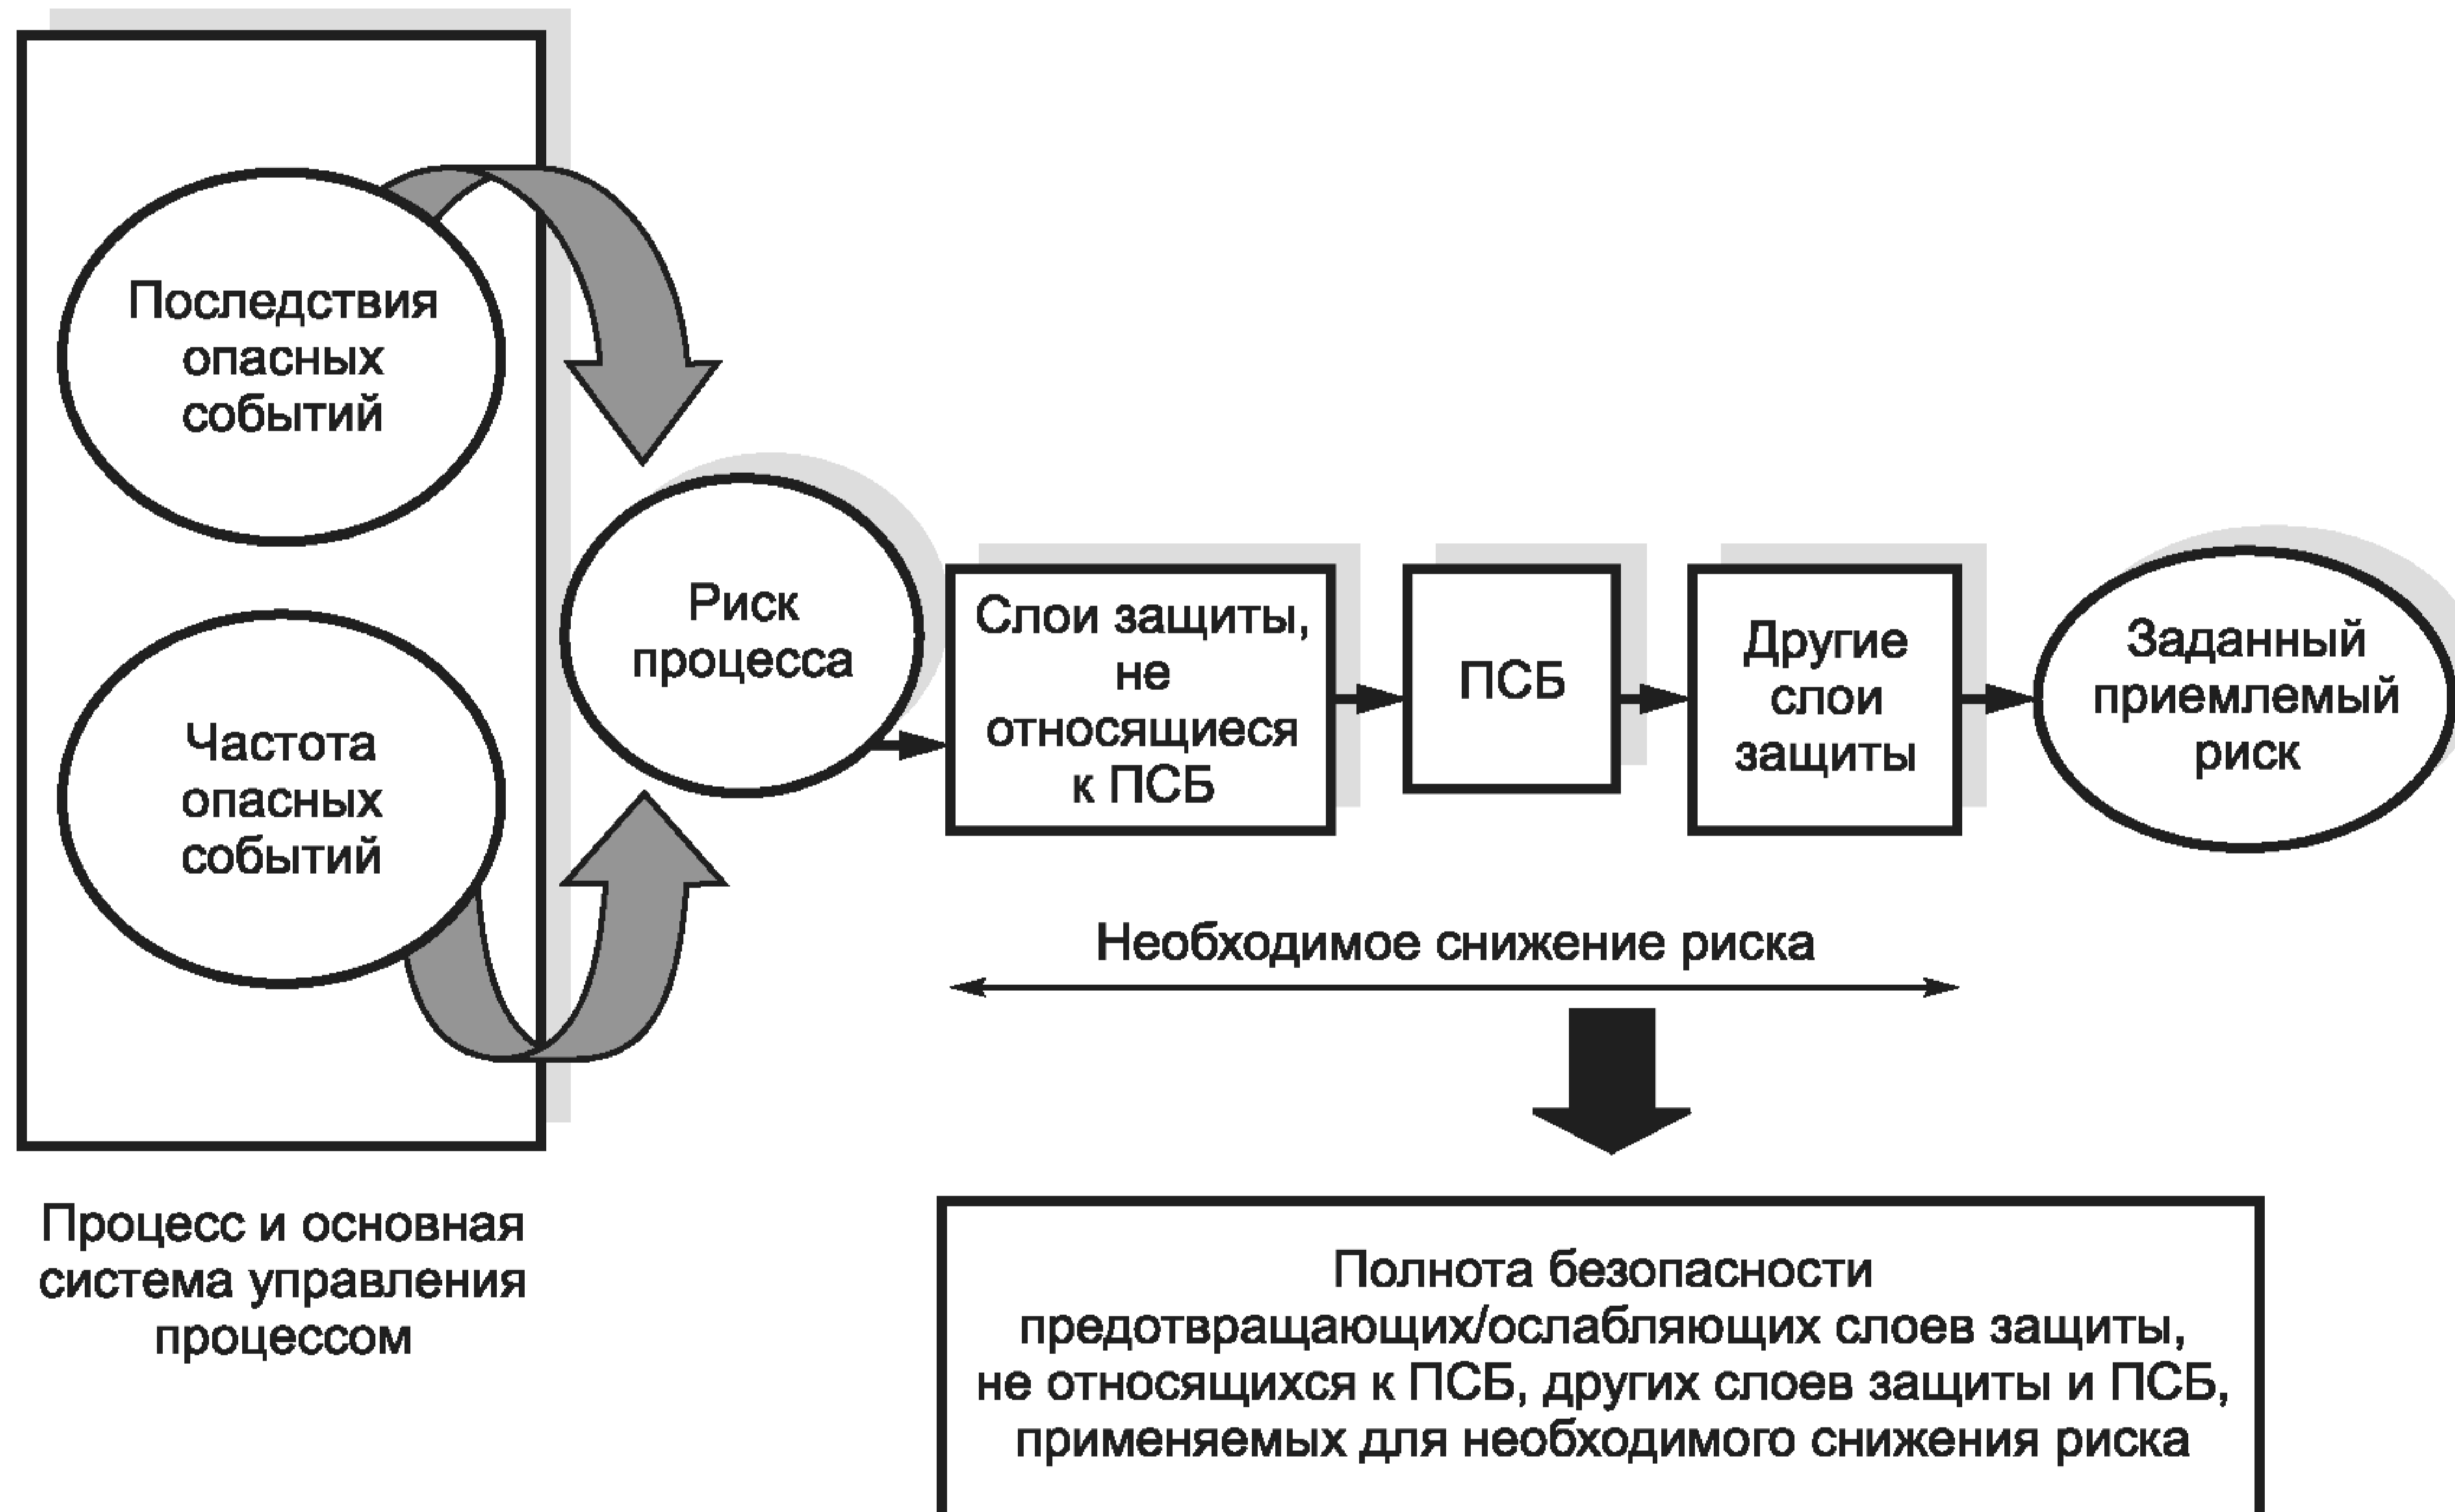 Последствия
опасных
событий
Частота
опасных
событий
Процесс и основная
система управления
процессом
Риск
процесса
Слои защиты,
не
относящиеся
к ПСБ
ПСБ
Другие
слои
защиты
Заданный
приемлемый
риск
Необходимое снижение риска
Полнота безопасности
предотвращающих/ослабляющих слоев защиты,
не относящихся к ПСБ, других слоев защиты и ПСБ,
применяемых для необходимого снижения риска